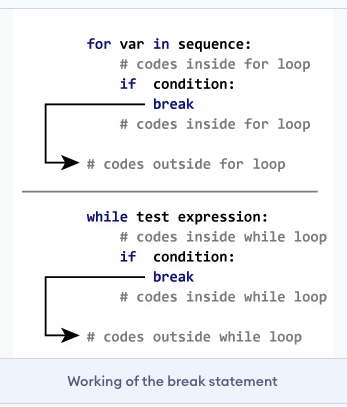 for var in sequence:
# codes inside for loop
if condition:
break
# codes inside for loop
# codes outside for loop
while test expression:
# codes inside while loop
if condition:
break
# codes inside while loop
# codes outside while loop
Working of the break statement